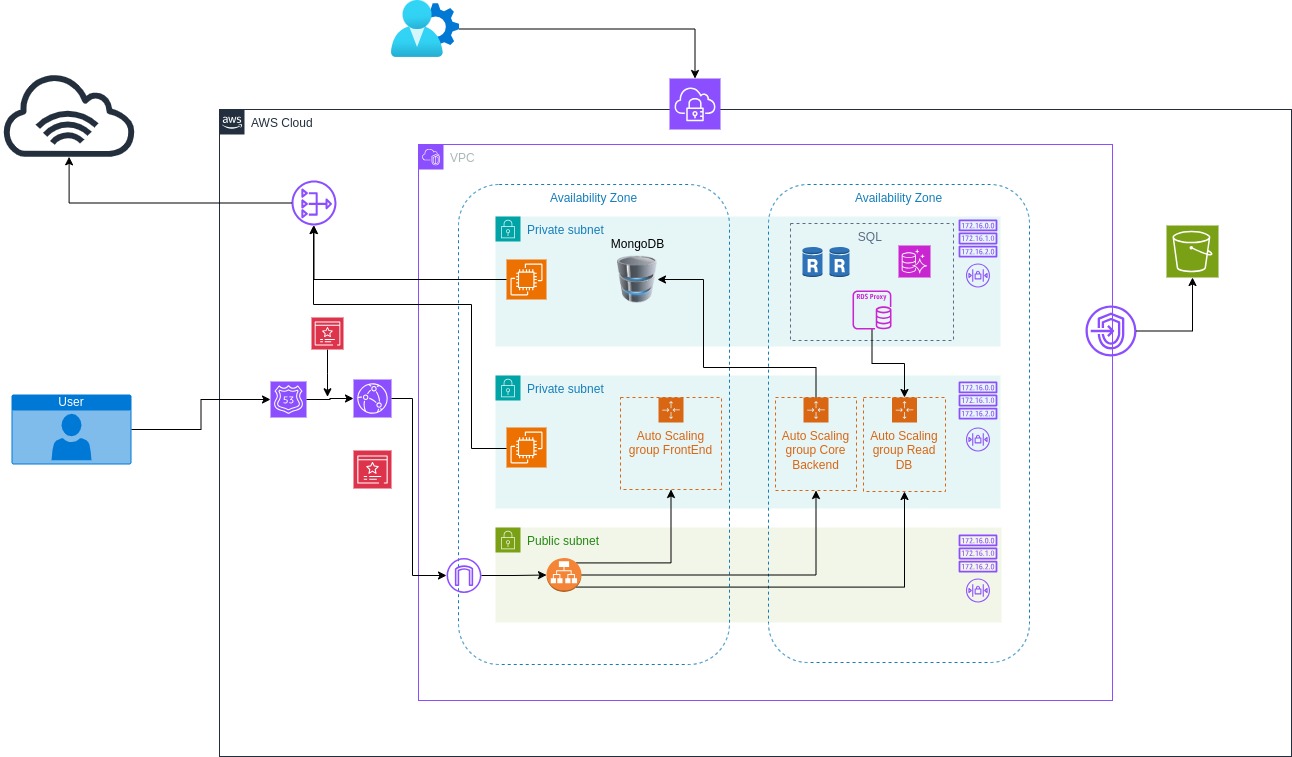 aws
AWS Cloud
VPC
Availability Zone
Availability Zone
Private subnet
MongoDB
SQL
R
R
RDS Proxy
172.16.0.0
172.16.1.0
172.16.2.0
53
User
Private subnet
Auto Scaling
group FrontEnd
Auto Scaling
group Core
Backend
Auto Scaling
group Read
DB
172.16.0.0
172.16.1.0
172.16.2.0
Public subnet
172.16.0.0
172.16.1.0
172.16.2.0